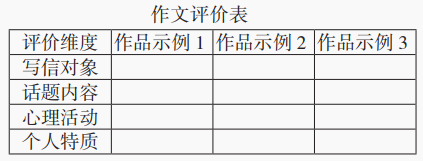 作文评价表
评价维度 作品示例 1 作品示例 2 作品示例 3
写信对象
话题内容
心理活动
个人特质